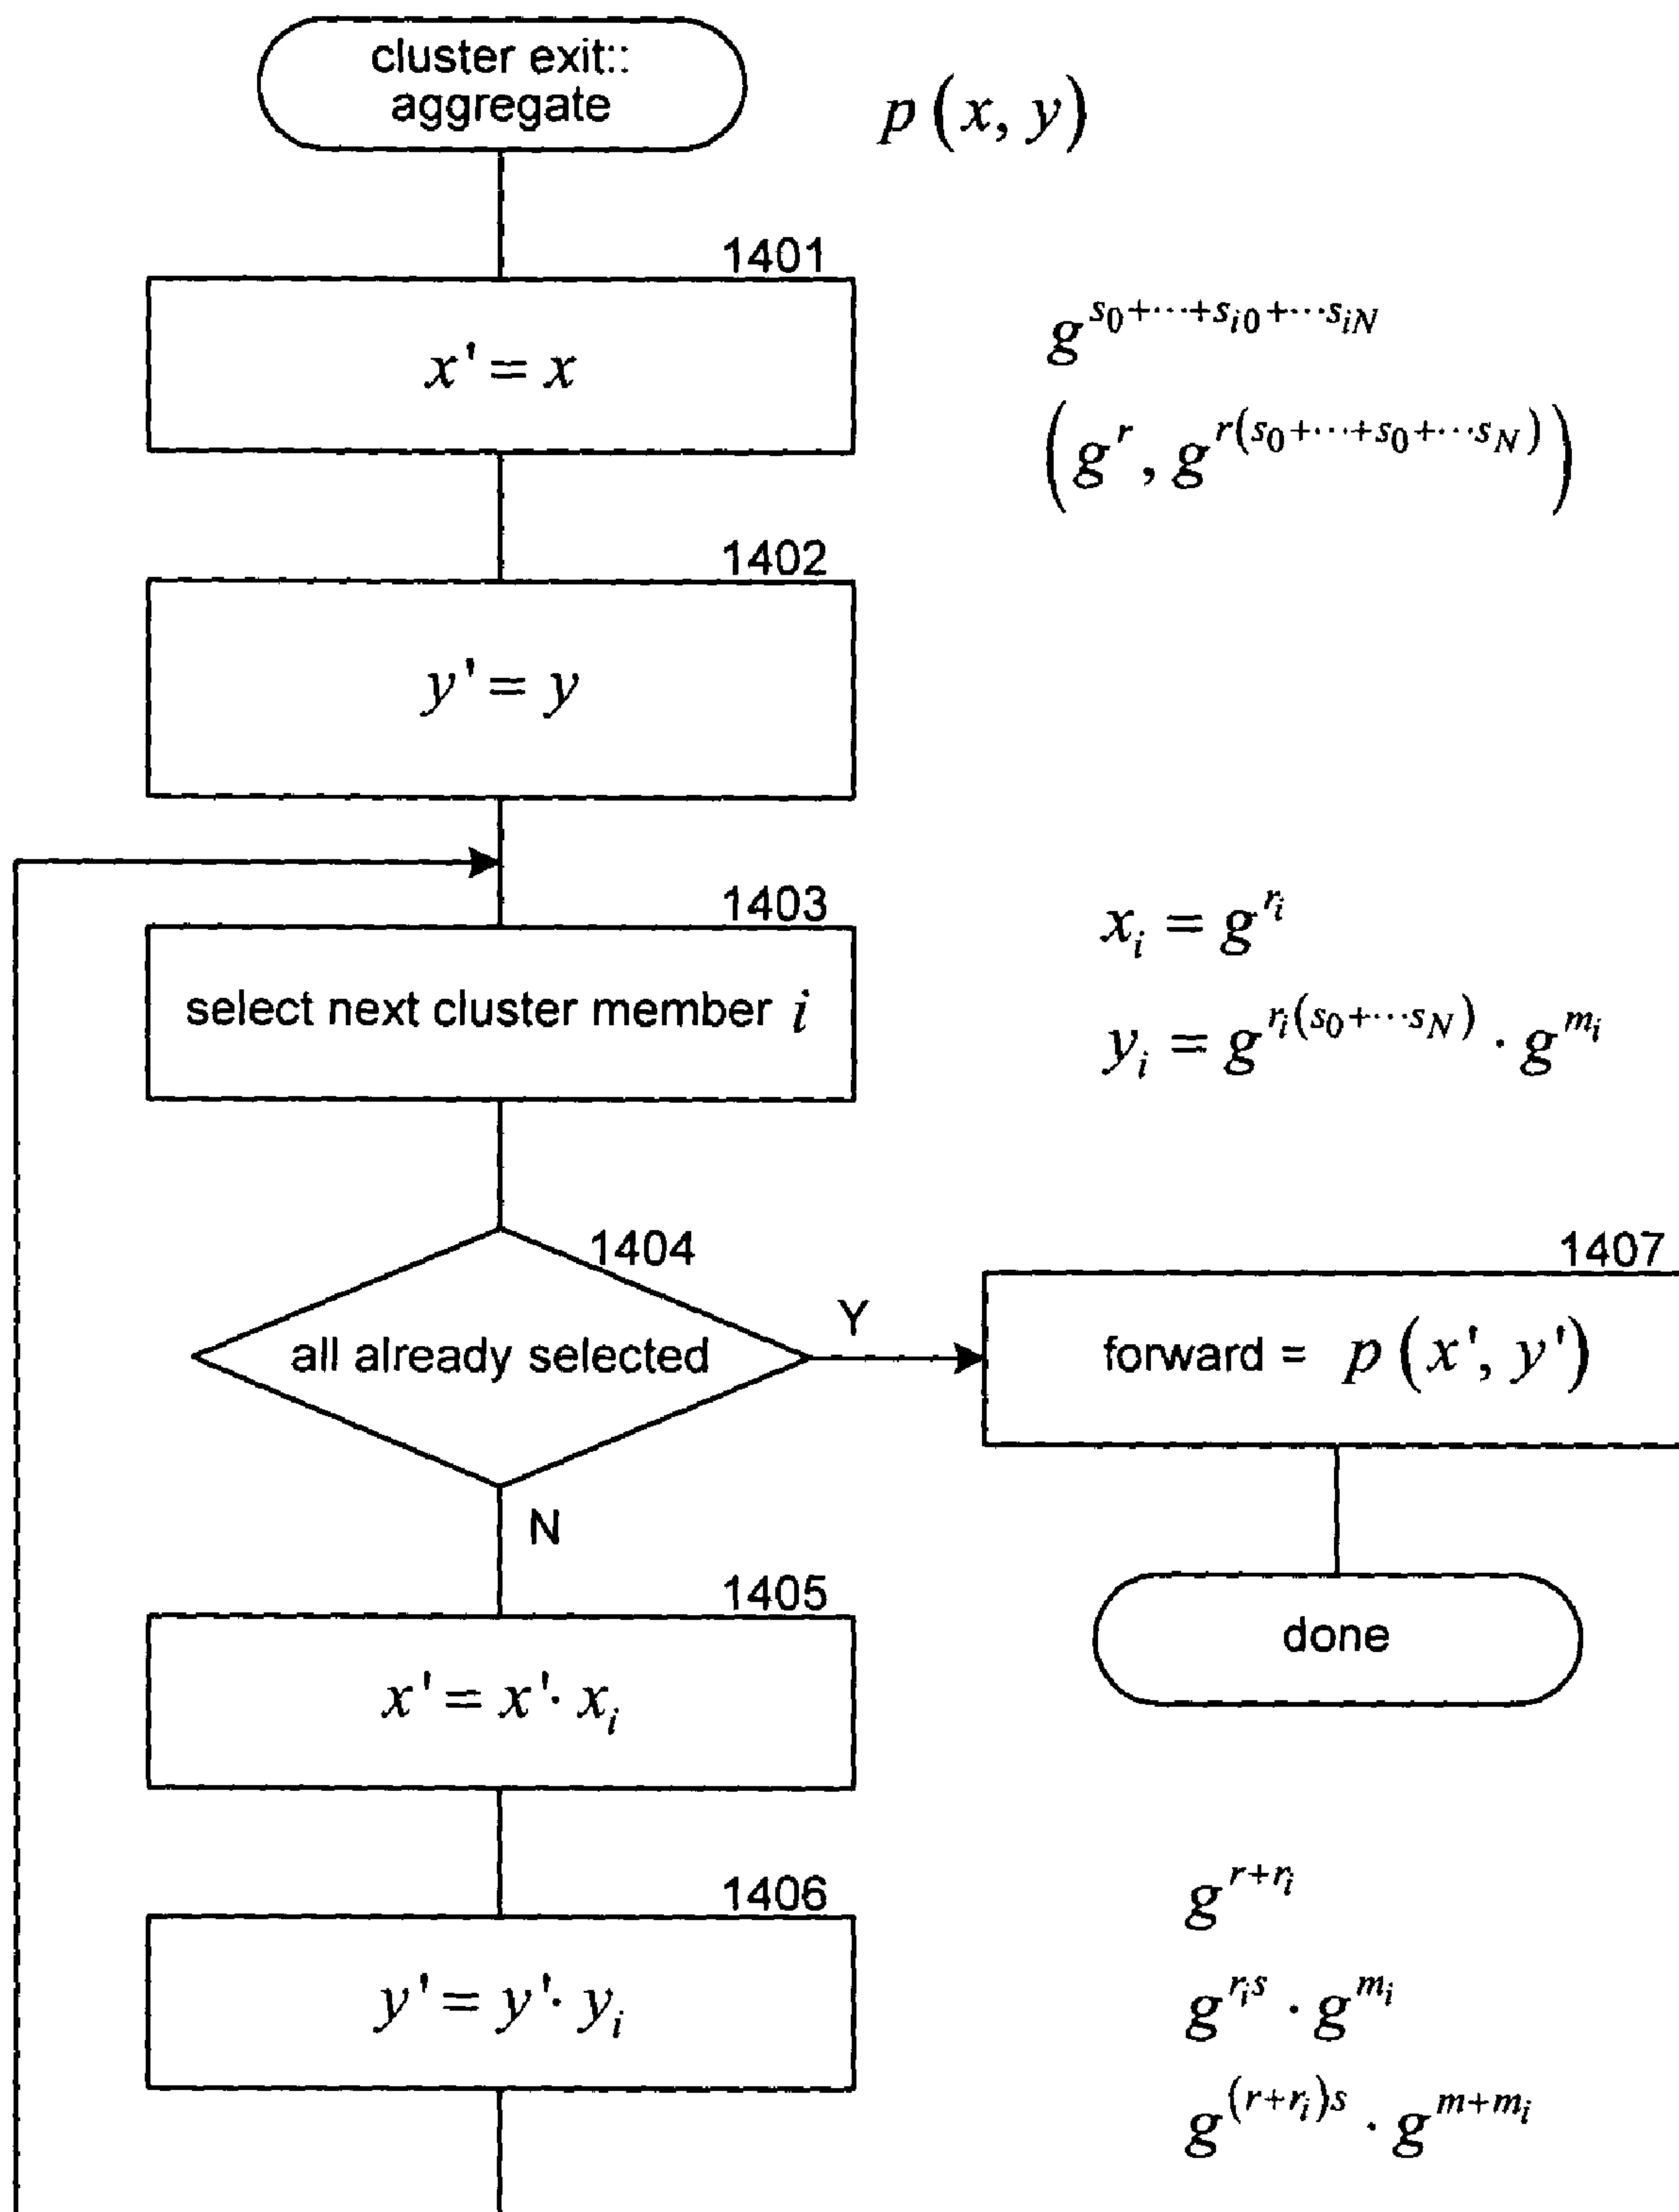 cluster exit::
aggregate
p (x, y)
1401
x' = x
g^{s_0+···+s_{i0}+···s_{iN}}
(g^r, g^{r(s_0+···+s_0+···s_N)})
1402
y' = y
1403
select next cluster member i
x_i = g^{r_i}
y_i = g^{r_i(s_0+···s_N)} · g^{m_i}
1404
all already selected
Y
N
1407
forward = p (x', y')
done
1405
x' = x'· x_i
1406
y' = y'· y_i
g^{r+r_i}
g^{r_i s} · g^{m_i}
g^{(r+r_i)s} · g^{m+m_i}